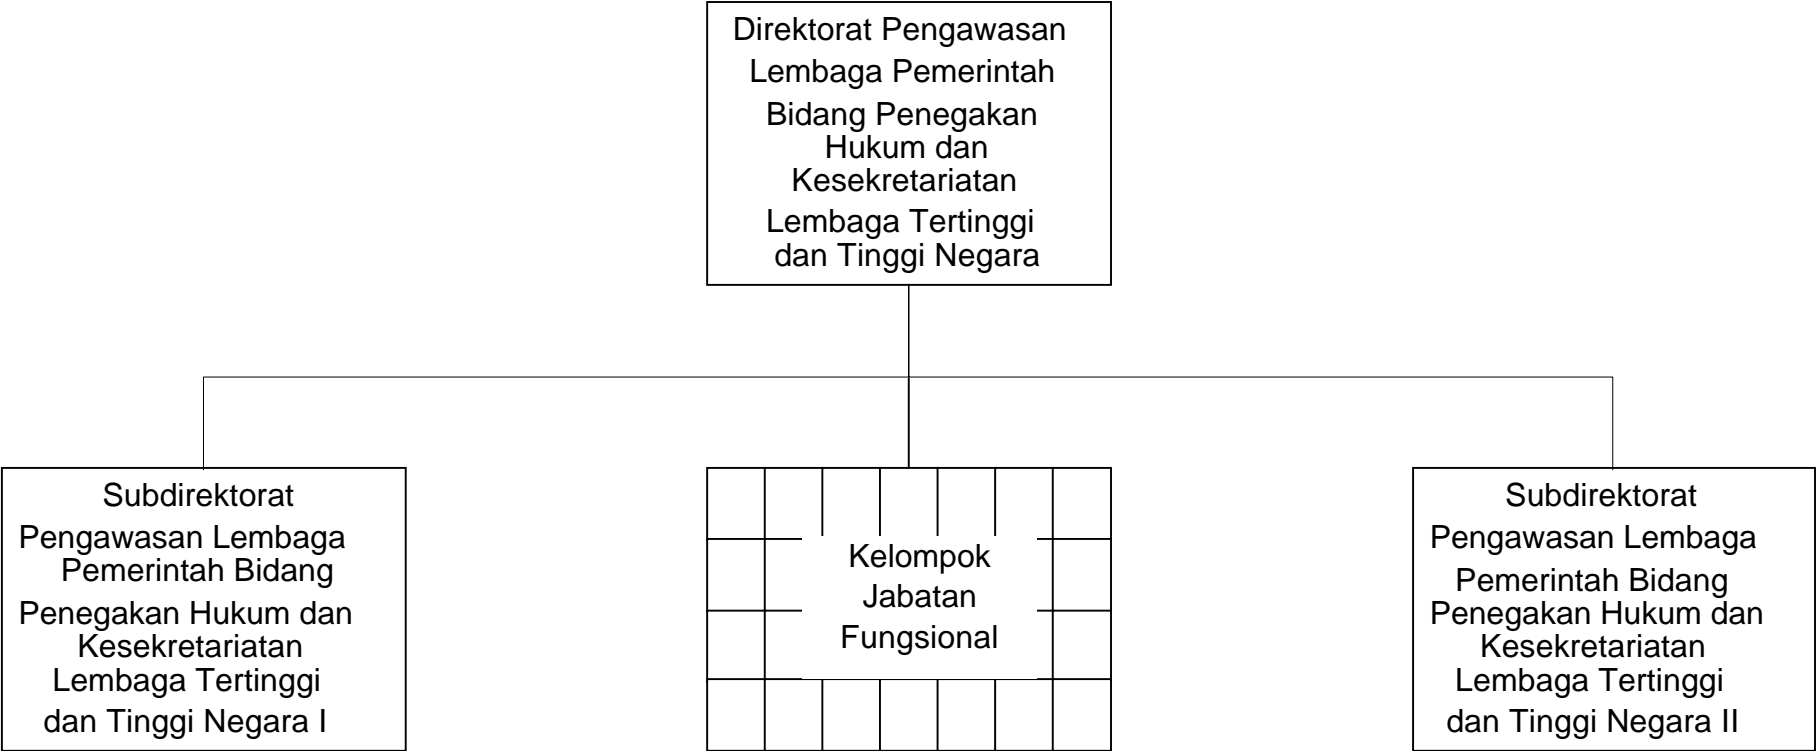 Direktorat Pengawasan
Lembaga Pemerintah
Bidang Penegakan
Hukum dan
Kesekretariatan
Lembaga Tertinggi
dan Tinggi Negara
Subdirektorat
Pengawasan Lembaga
Pemerintah Bidang
Penegakan Hukum dan
Kesekretariatan
Lembaga Tertinggi
dan Tinggi Negara I
Kelompok
Jabatan
Fungsional
Subdirektorat
Pengawasan Lembaga
Pemerintah Bidang
Penegakan Hukum dan
Kesekretariatan
Lembaga Tertinggi
dan Tinggi Negara II